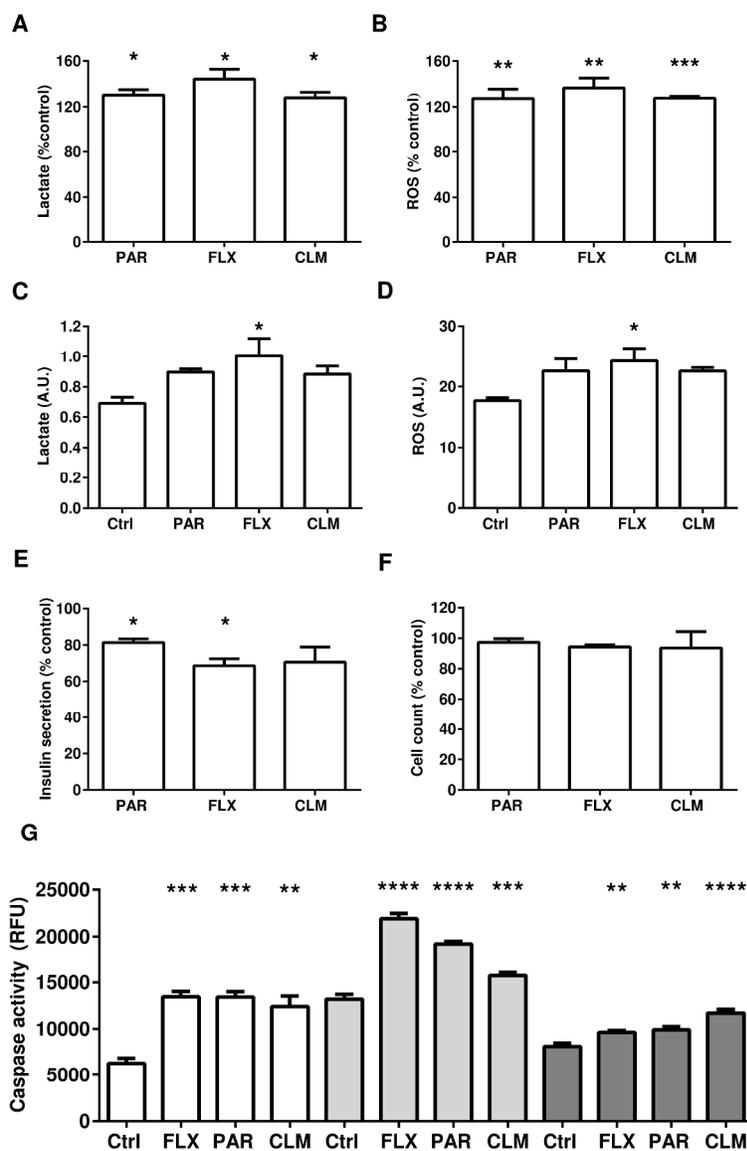 A
B
160
120
80
40
0
Lactate (%control)
* * *
PAR FLX CLM
160
120
80
40
0
ROS (% control)
** ** ***
PAR FLX CLM
C
D
1.2
1.0
0.8
0.6
0.4
0.2
0.0
Lactate (A.U.)
*
Ctrl PAR FLX CLM
30
20
10
0
ROS (A.U.)
*
Ctrl PAR FLX CLM
E
F
100
80
60
40
20
0
Insulin secretion (% control)
* *
PAR FLX CLM
120
100
80
60
40
20
0
Cell count (% control)
PAR FLX CLM
G
25000
20000
15000
10000
5000
0
Caspase activity (RFU)
*** *** ** **** **** *** ** ** ****
Ctrl FLX PAR CLM Ctrl FLX PAR CLM Ctrl FLX PAR CLM